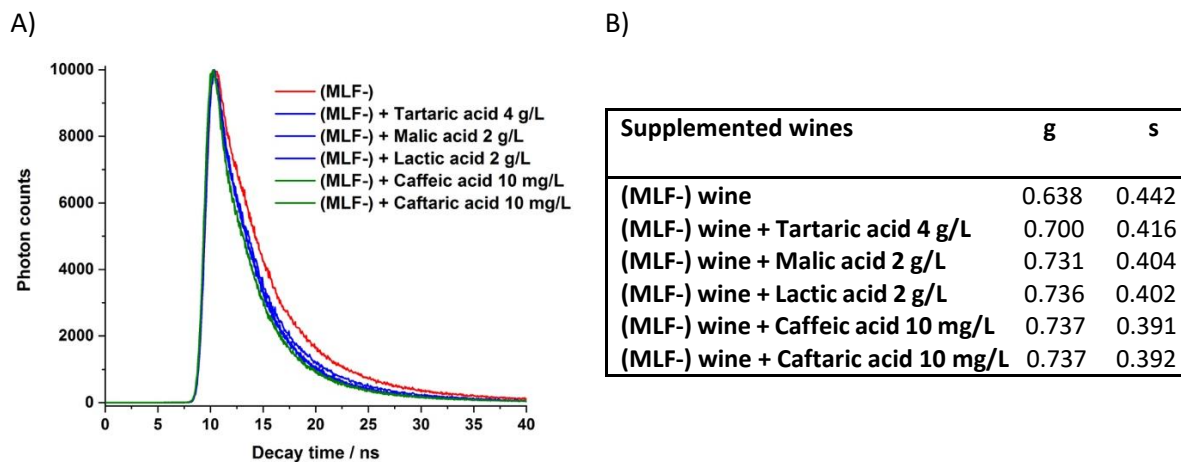 A)
B)
Photon counts
10000
8000
6000
4000
2000
0
(MLF-)
(MLF-) + Tartaric acid 4 g/L
(MLF-) + Malic acid 2 g/L
(MLF-) + Lactic acid 2 g/L
(MLF-) + Caffeic acid 10 mg/L
(MLF-) + Caftaric acid 10 mg/L
0 5 10 15 20 25 30 35 40
Decay time / ns
Supplemented wines g s
(MLF-) wine 0.638 0.442
(MLF-) wine + Tartaric acid 4 g/L 0.700 0.416
(MLF-) wine + Malic acid 2 g/L 0.731 0.404
(MLF-) wine + Lactic acid 2 g/L 0.736 0.402
(MLF-) wine + Caffeic acid 10 mg/L 0.737 0.391
(MLF-) wine + Caftaric acid 10 mg/L 0.737 0.392